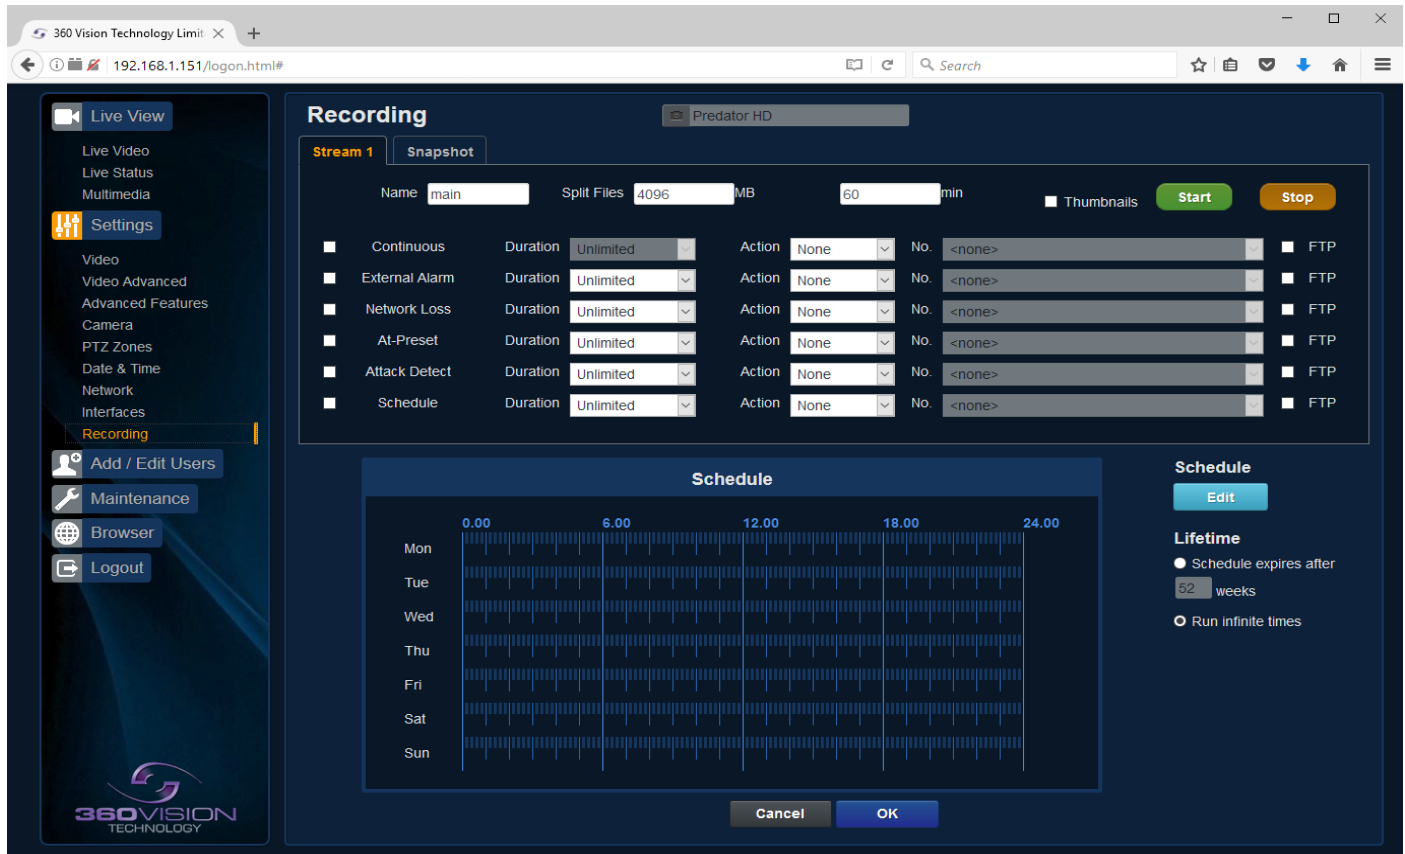 360 Vision Technology Limit
192.168.1.151/logon.html#
Search
Live View
Live Video
Live Status
Multimedia
Settings
Video
Video Advanced
Advanced Features
Camera
PTZ Zones
Date & Time
Network
Interfaces
Recording
Add / Edit Users
Maintenance
Browser
Logout
360VISION
TECHNOLOGY
Recording
Predator HD
Stream 1 Snapshot
Name main Split Files 4096 MB 60 min Thumbnails Start Stop
Continuous Duration Unlimited Action None No. <none> FTP
External Alarm Duration Unlimited Action None No. <none> FTP
Network Loss Duration Unlimited Action None No. <none> FTP
At-Preset Duration Unlimited Action None No. <none> FTP
Attack Detect Duration Unlimited Action None No. <none> FTP
Schedule Duration Unlimited Action None No. <none> FTP
Schedule
0.00 6.00 12.00 18.00 24.00
Mon
Tue
Wed
Thu
Fri
Sat
Sun
Schedule
Edit
Lifetime
Schedule expires after
52 weeks
Run infinite times
Cancel OK